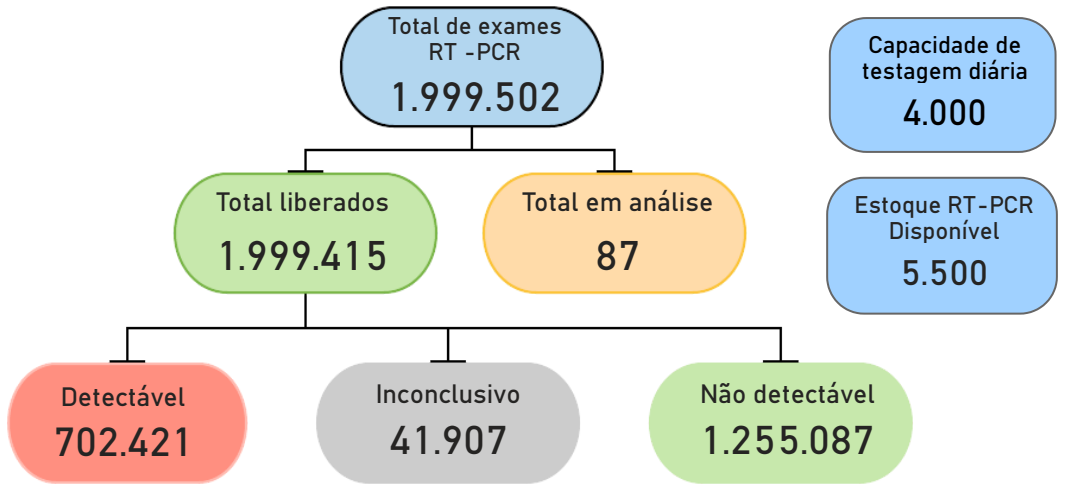 Total de exames
RT -PCR
1.999.502
Capacidade de
testagem diária
4.000
Total liberados
1.999.415
Total em análise
87
Estoque RT-PCR
Disponível
5.500
Detectável
702.421
Inconclusivo
41.907
Não detectável
1.255.087